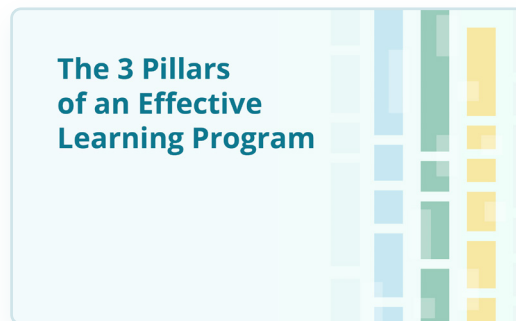 The 3 Pillars
of an Effective
Learning Program